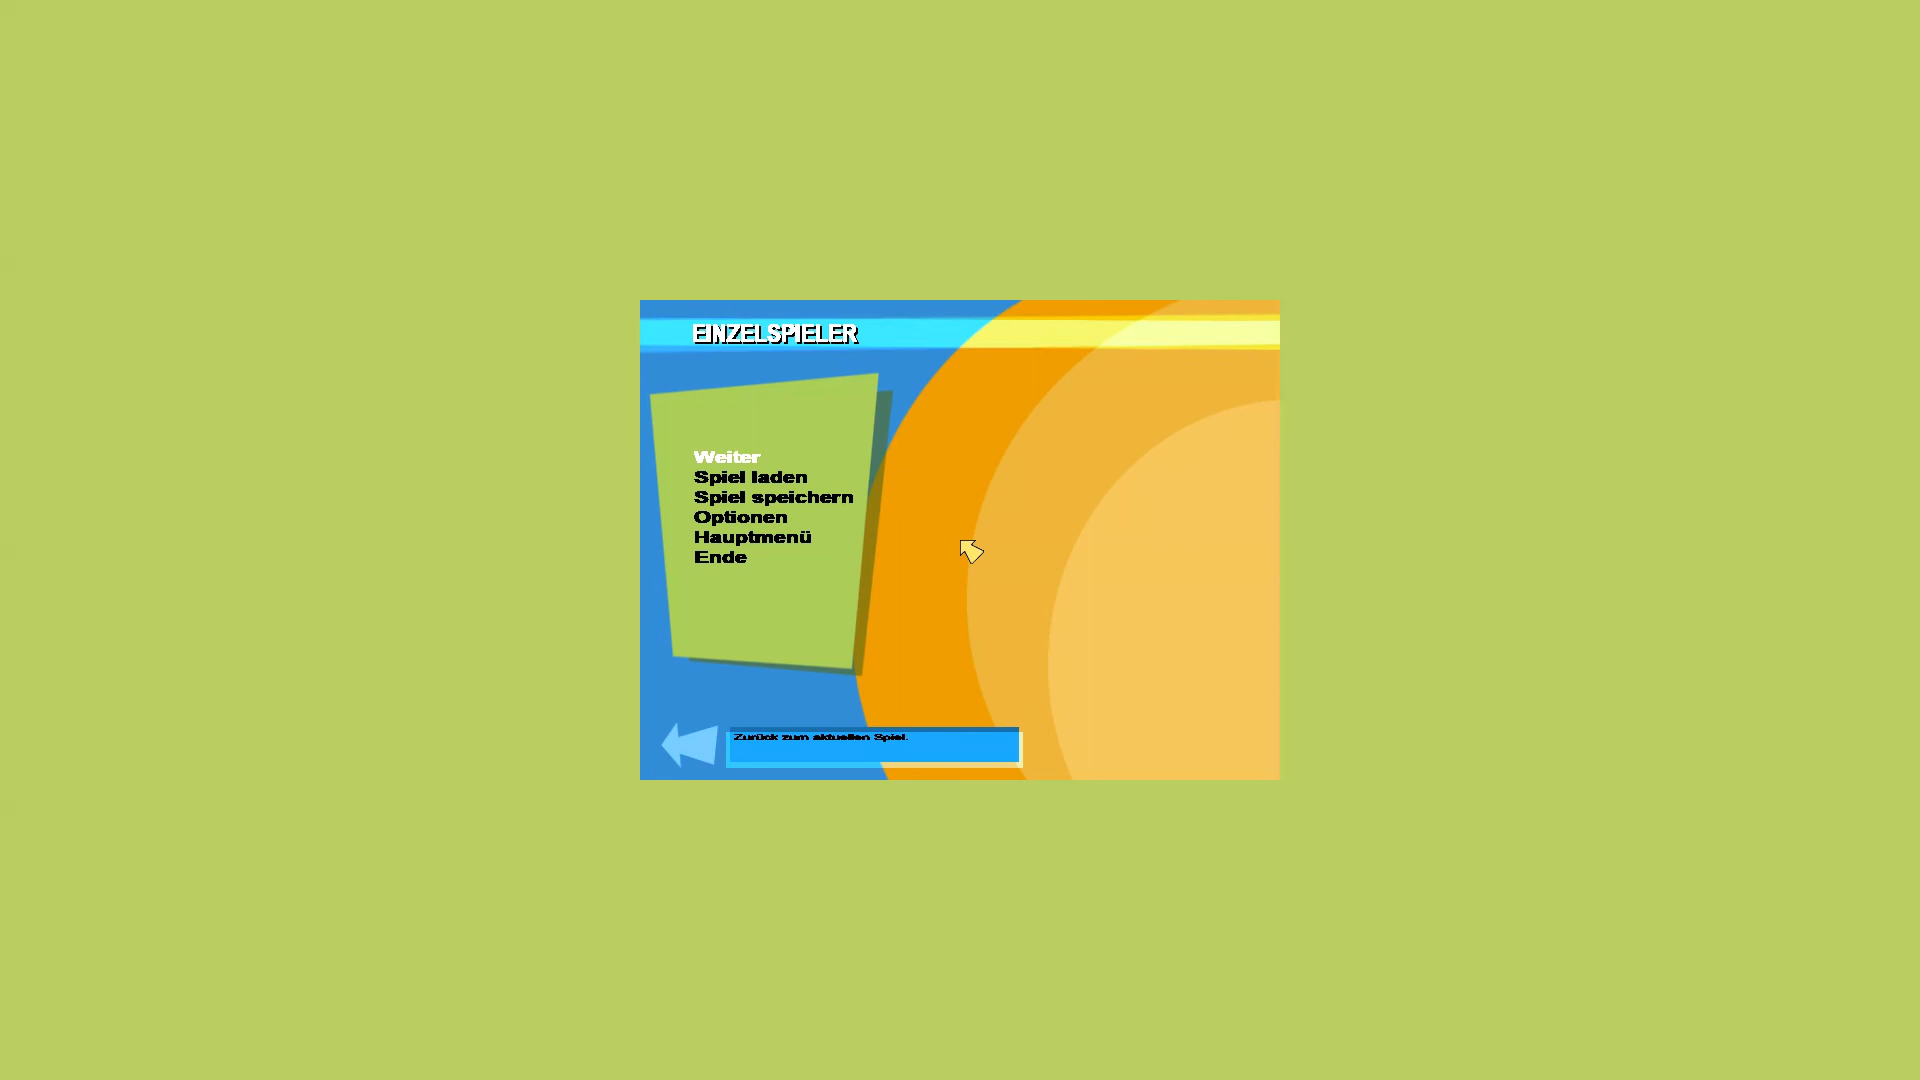 EINZELSPIELER
Weiter
Spiel laden
Spiel speichern
Optionen
Hauptmenü
Ende
Zurück zum aktuellen Spiel.